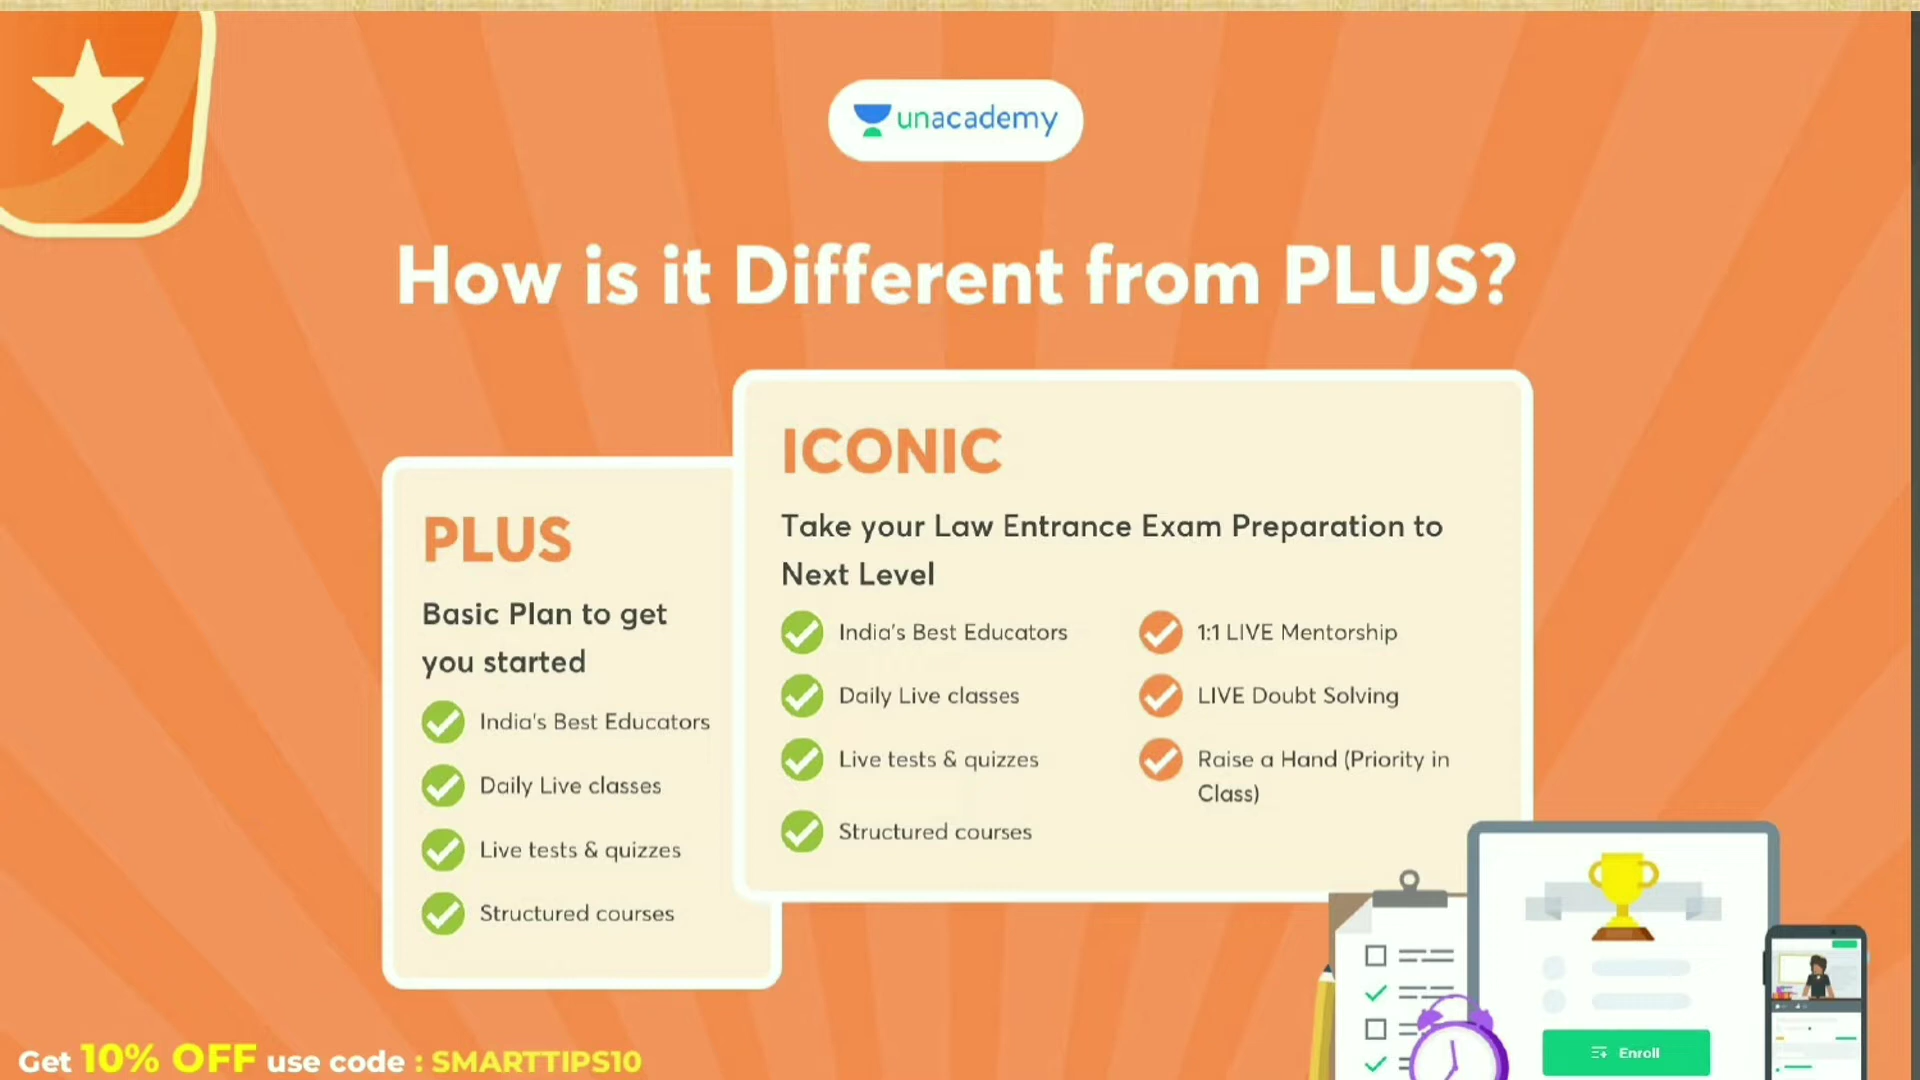 unacademy
How is it Different from PLUS?
PLUS
Basic Plan to get
you started
India's Best Educators
Daily Live classes
Live tests & quizzes
Structured courses
ICONIC
Take your Law Entrance Exam Preparation to
Next Level
India's Best Educators
Daily Live classes
Live tests & quizzes
Structured courses
1:1 LIVE Mentorship
LIVE Doubt Solving
Raise a Hand (Priority in
Class)
Enroll
Get 10% OFF use code : SMARTTIPS10